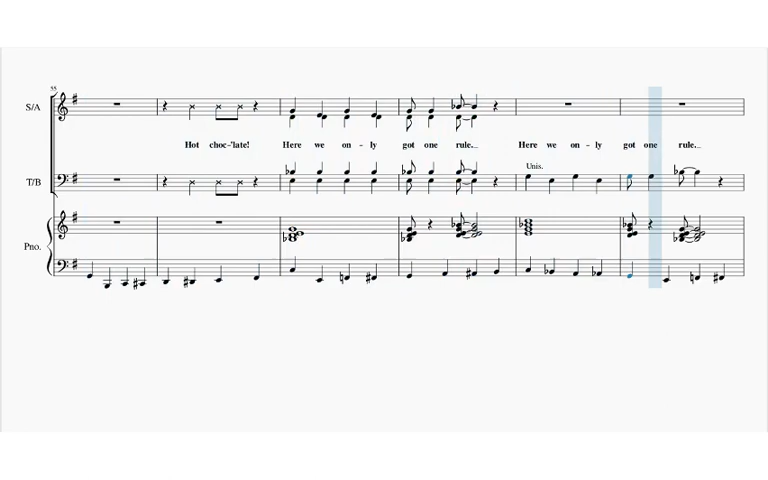 55
S/A
Hot choc-'late! Here we on - ly got one rule._ Here we on - ly got one rule._
Unis.
T/B
Pno.